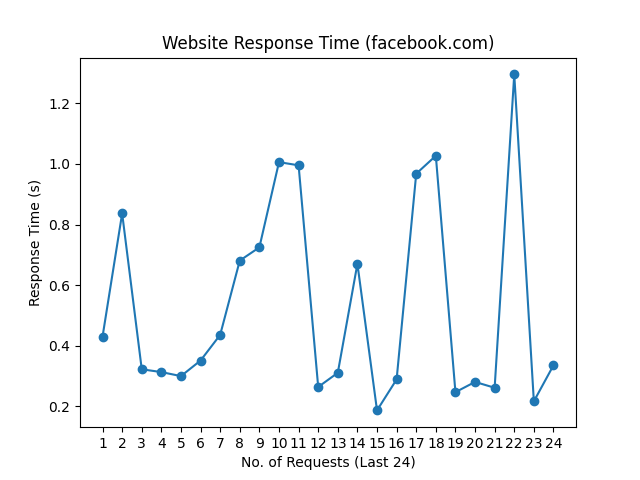 Website Response Time (facebook.com)
Response Time (s)
1.2
1.0
0.8
0.6
0.4
0.2
1 2 3 4 5 6 7 8 9 10 11 12 13 14 15 16 17 18 19 20 21 22 23 24
No. of Requests (Last 24)